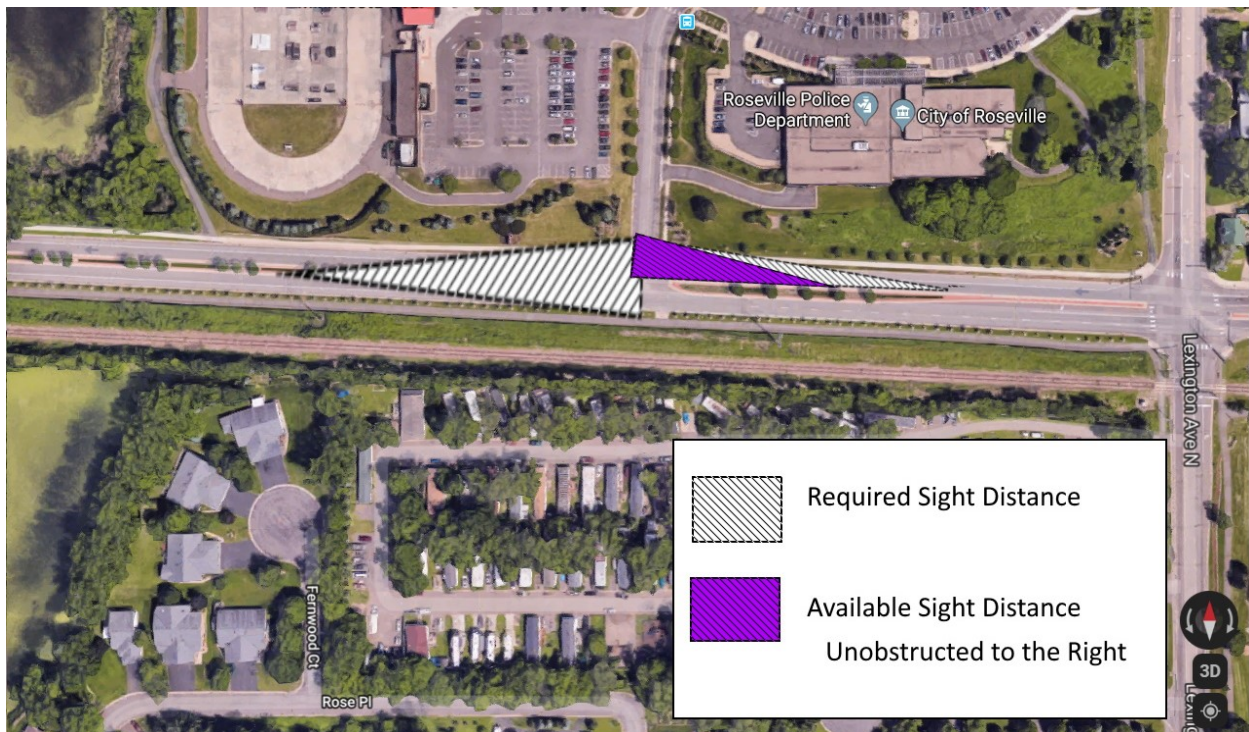 Roseville Police
Department
City of Roseville
Lexington Ave N
Fernwood Ct
Rose Pl
Required Sight Distance
Available Sight Distance
Unobstructed to the Right
3D